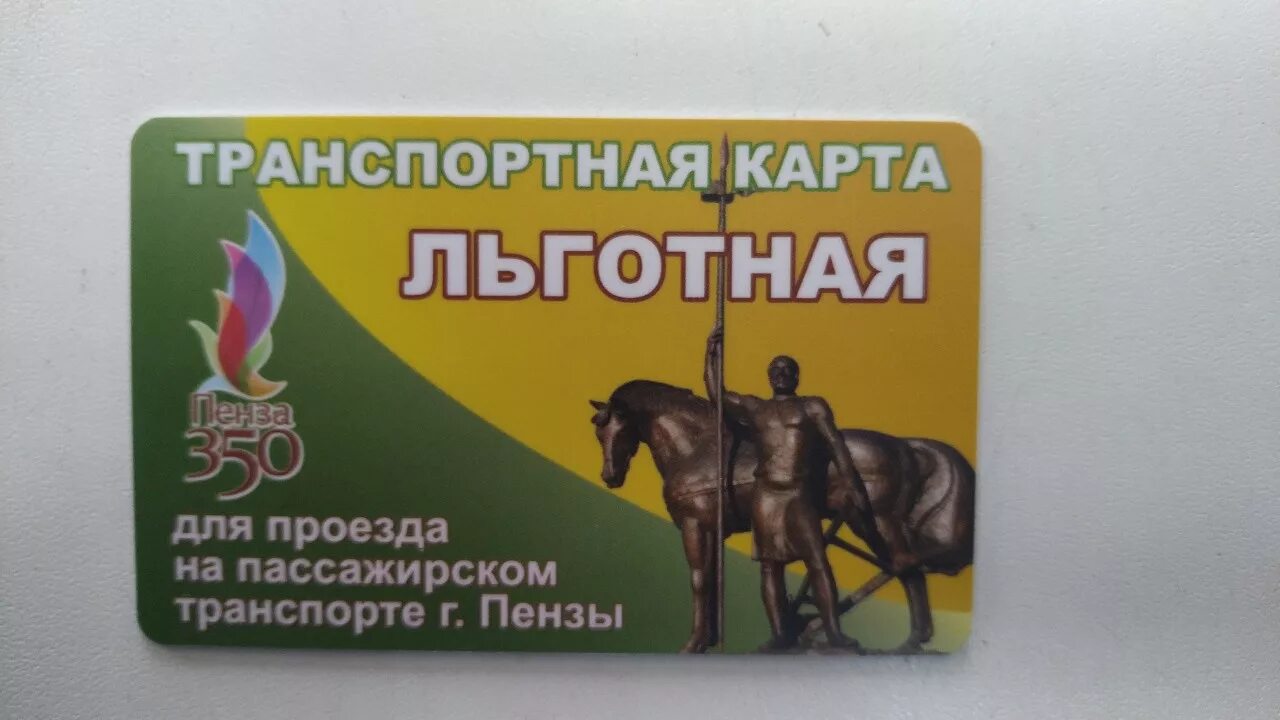 ТРАНСПОРТНАЯ КАРТА
ЛЬГОТНАЯ
Пенза
350
для проезда
на пассажирском
транспорте г. Пензы